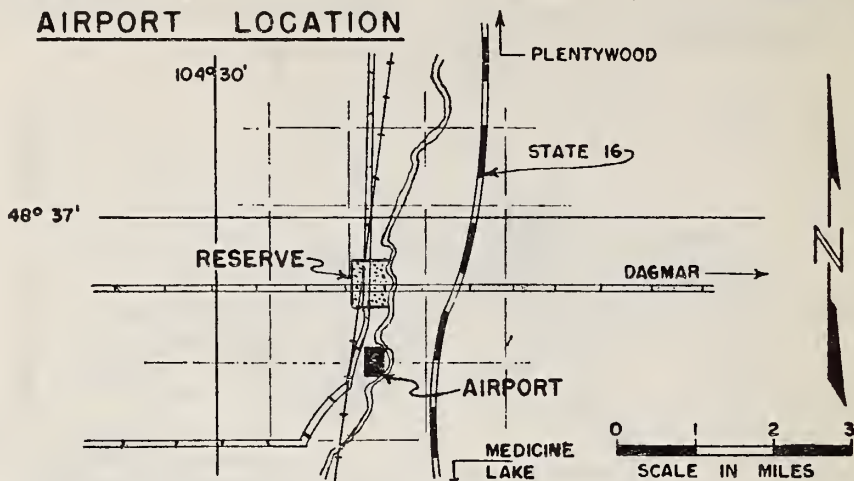 AIRPORT LOCATION
PLENTYWOOD
104° 30'
STATE 16
48° 37'
RESERVE
DAGMAR
N
AIRPORT
0 1 2 3
MEDICINE
LAKE
SCALE IN MILES